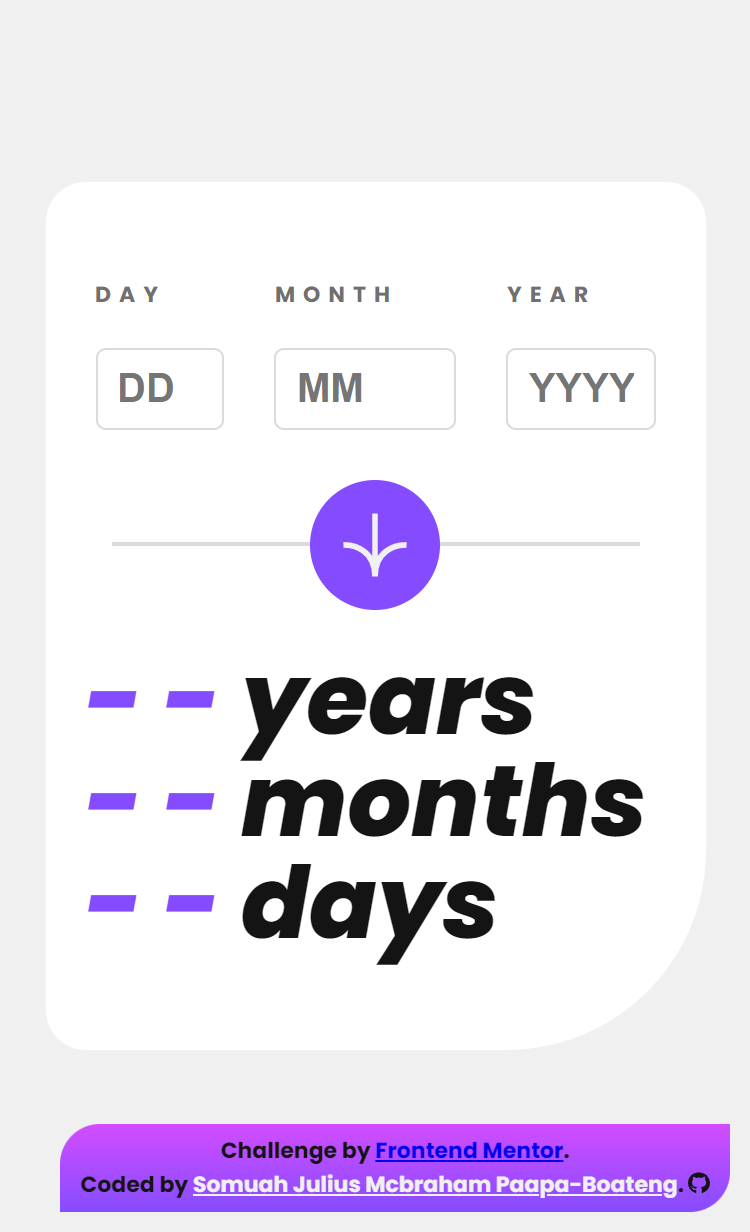 DAY MONTH YEAR
DD MM YYYY
- - years
- - months
- - days
Challenge by Frontend Mentor.
Coded by Somuah Julius Mcbraham Paapa-Boateng.